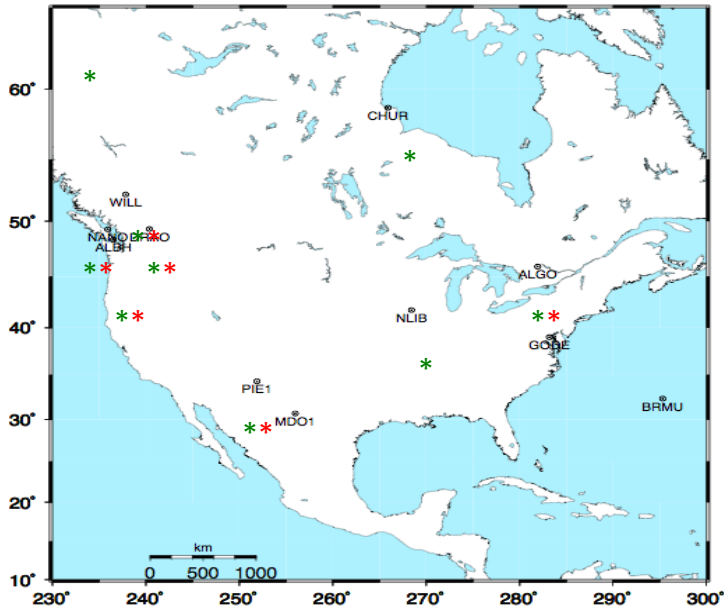 60°
CHUR
WILL
50°
NANO DRAO
ALBH
ALGO
NLIB
40°
GODE
PIE1
BRMU
MDO1
30°
20°
km
0 500 1000
10°
230° 240° 250° 260° 270° 280° 290° 300°